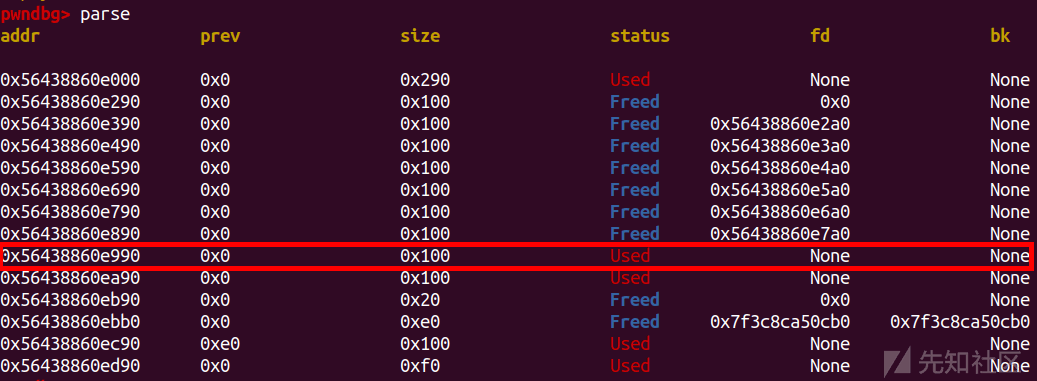 pwndbg> parse
addr prev size status fd bk
0x56438860e000 0x0 0x290 Used None None
0x56438860e290 0x0 0x100 Freed 0x0 None
0x56438860e390 0x0 0x100 Freed 0x56438860e2a0 None
0x56438860e490 0x0 0x100 Freed 0x56438860e3a0 None
0x56438860e590 0x0 0x100 Freed 0x56438860e4a0 None
0x56438860e690 0x0 0x100 Freed 0x56438860e5a0 None
0x56438860e790 0x0 0x100 Freed 0x56438860e6a0 None
0x56438860e890 0x0 0x100 Freed 0x56438860e7a0 None
0x56438860e990 0x0 0x100 Used None None
0x56438860ea90 0x0 0x100 Used None None
0x56438860eb90 0x0 0x20 Freed 0x0 None
0x56438860ebb0 0x0 0xe0 Freed 0x7f3c8ca50cb0 0x7f3c8ca50cb0
0x56438860ec90 0xe0 0x100 Used None None
0x56438860ed90 0x0 0xf0 Used None None
先知社区